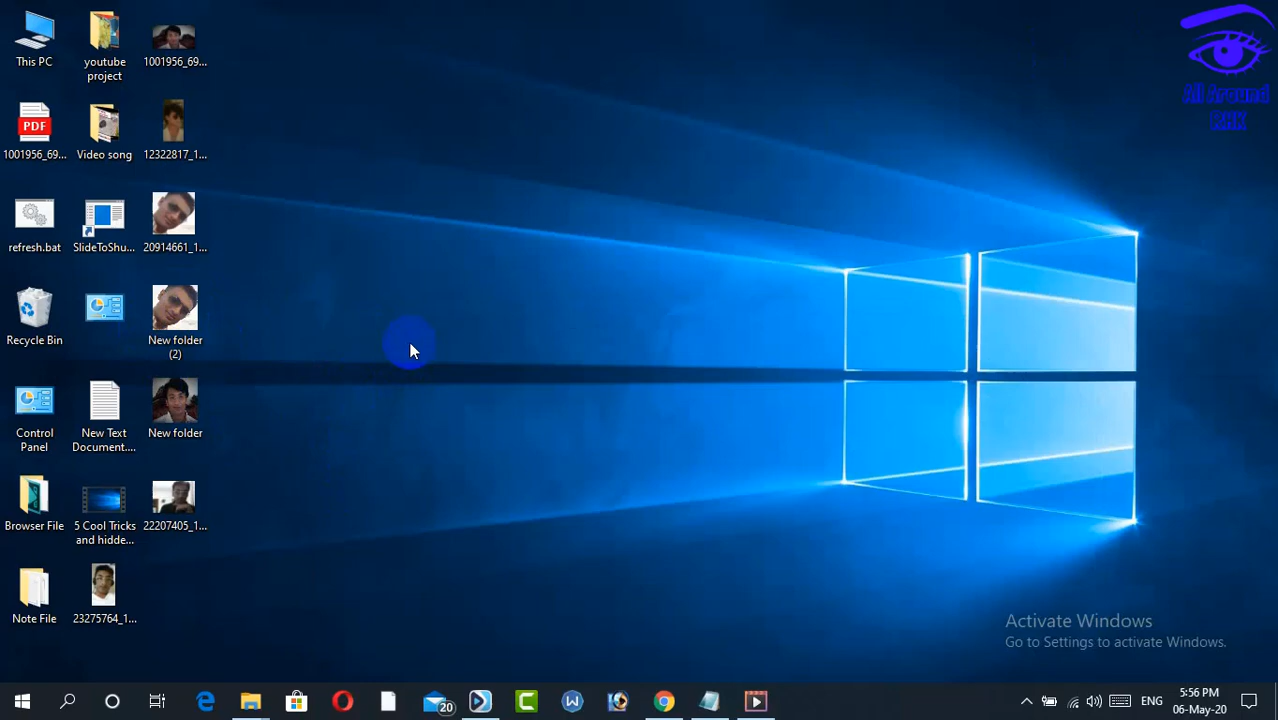 This PC
youtube
project
1001956_69...
PDF
1001956_69...
Video song
12322817_1...
refresh.bat
SlideToShu...
20914661_1...
Recycle Bin
New folder
(2)
Control
Panel
New Text
Document....
New folder
Browser File
5 Cool Tricks
and hidde...
22207405_1...
Note File
23275764_1...
All Around
RHK
Activate Windows
Go to Settings to activate Windows.
20
ENG
5:56 PM
06-May-20